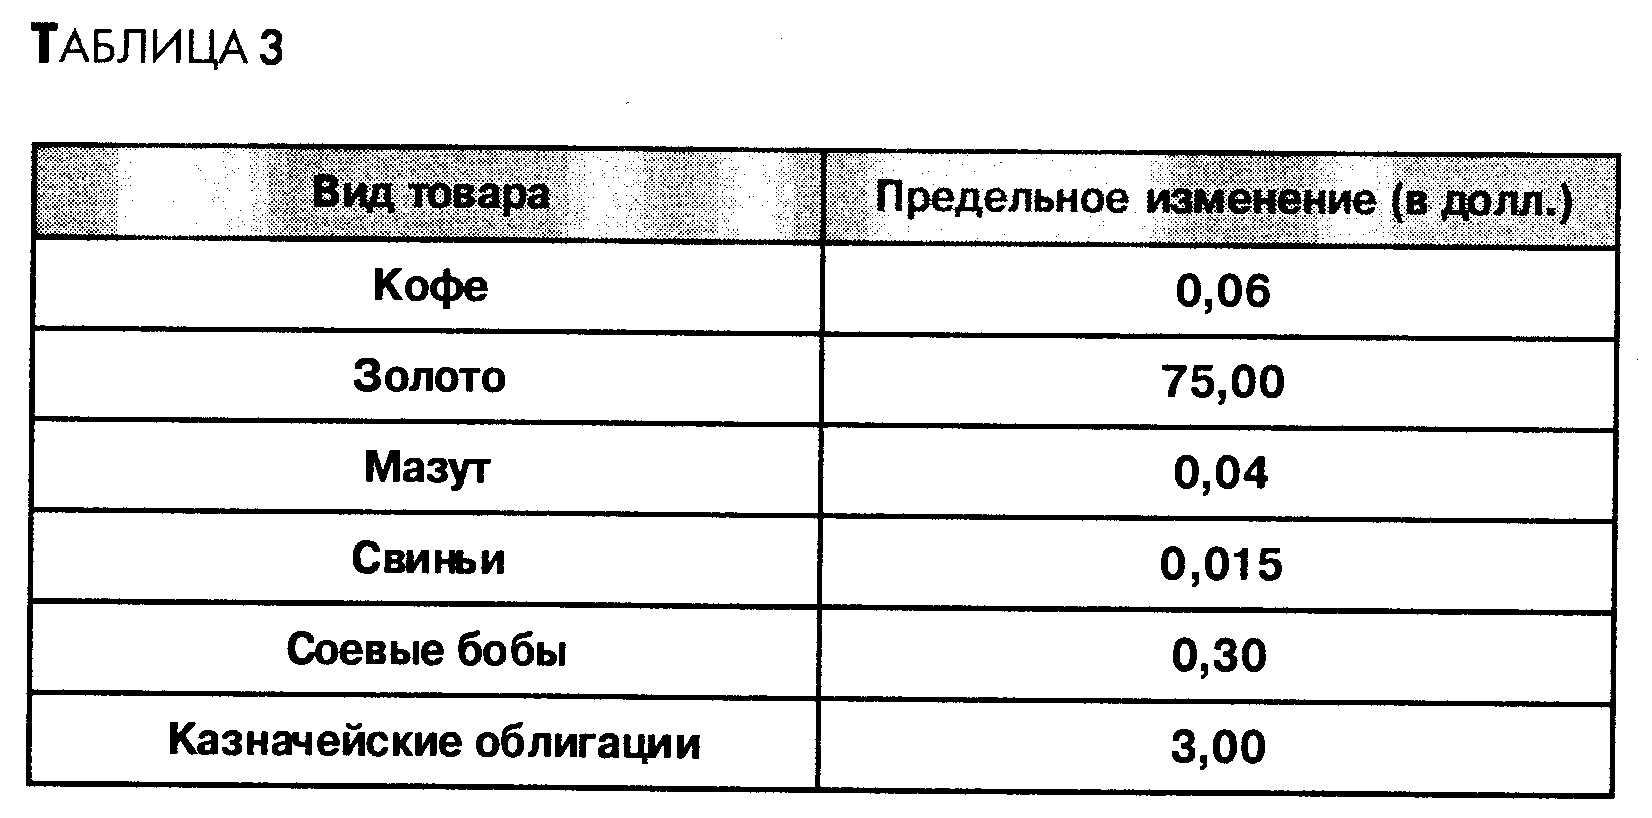 ТАБЛИЦА 3
Вид товара Предельное изменение (в долл.)
Кофе 0,06
Золото 75,00
Мазут 0,04
Свиньи 0,015
Соевые бобы 0,30
Казначейские облигации 3,00